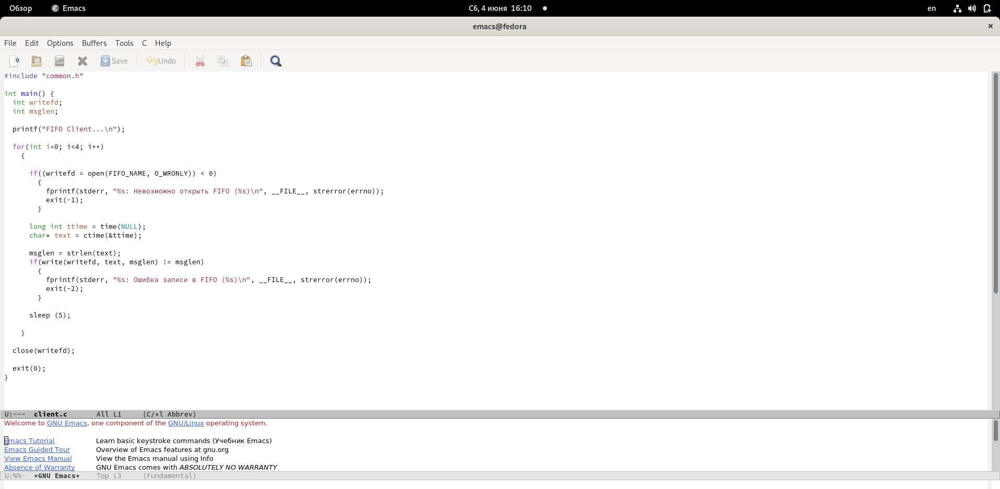 Обзор Emacs Сб, 4 июня 16:10 en
emacs@fedora
File Edit Options Buffers Tools C Help
Save Undo
#include "common.h"
int main() {
  int writefd;
  int msglen;
  printf("FIFO Client...\n");
  for(int i=0; i<4; i++)
    {
      if((writefd = open(FIFO_NAME, O_WRONLY)) < 0)
        {
          fprintf(stderr, "%s: Невозможно открыть FIFO (%s)\n", __FILE__, strerror(errno));
          exit(-1);
        }
      long int ttime = time(NULL);
      char* text = ctime(&ttime);
      msglen = strlen(text);
      if(write(writefd, text, msglen) != msglen)
        {
          fprintf(stderr, "%s: Ошибка записи в FIFO (%s)\n", __FILE__, strerror(errno));
          exit(-2);
        }
      sleep (5);
    }
  close(writefd);
  exit(0);
}
U:--- client.c All L1 (C/*l Abbrev)
Welcome to GNU Emacs, one component of the GNU/Linux operating system.
Emacs Tutorial Learn basic keystroke commands (Учебник Emacs)
Emacs Guided Tour Overview of Emacs features at gnu.org
View Emacs Manual View the Emacs manual using Info
Absence of Warranty GNU Emacs comes with ABSOLUTELY NO WARRANTY
U:%%- *GNU Emacs* Top L3 (Fundamental)